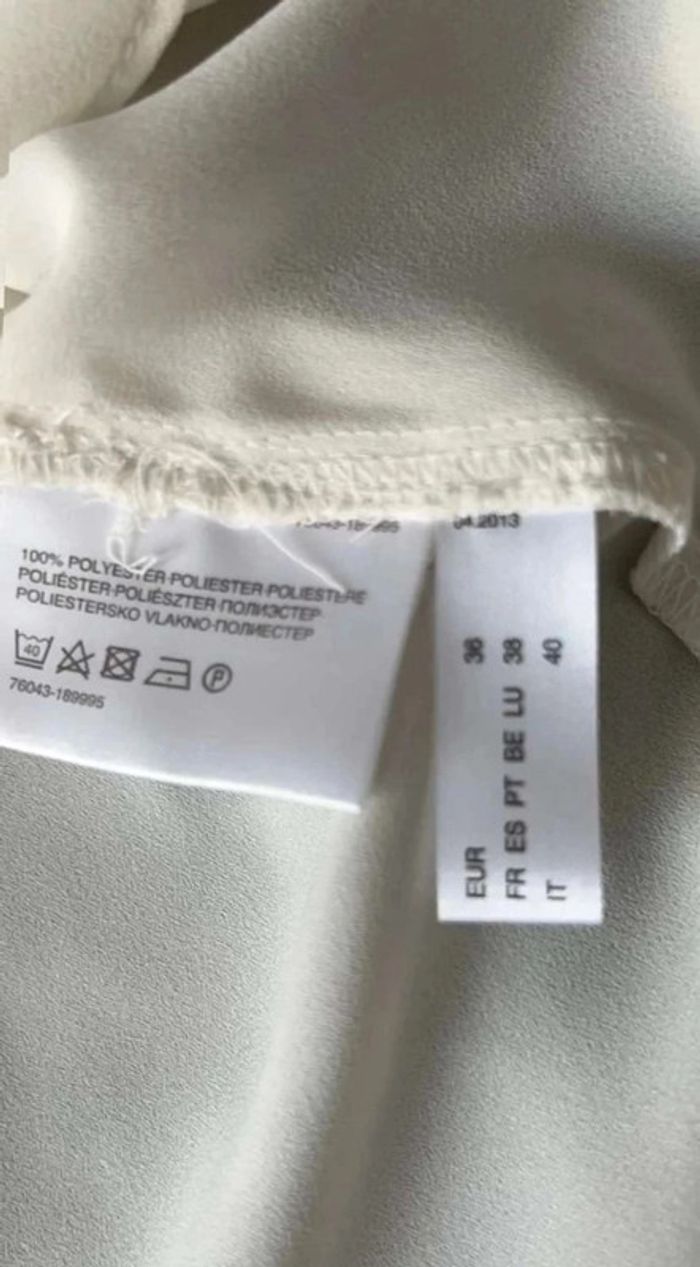 04.2013
100% POLYESTER·POLIESTER·POLIESTERE
POLIÉSTER·POLIÉSZTER·ПОЛИЭСТЕР
POLIESTERSKO VLAKNO·ПОЛИЕСТЕР
40
P
76043-189995
EUR 36
FR ES PT BE LU 38
IT 40